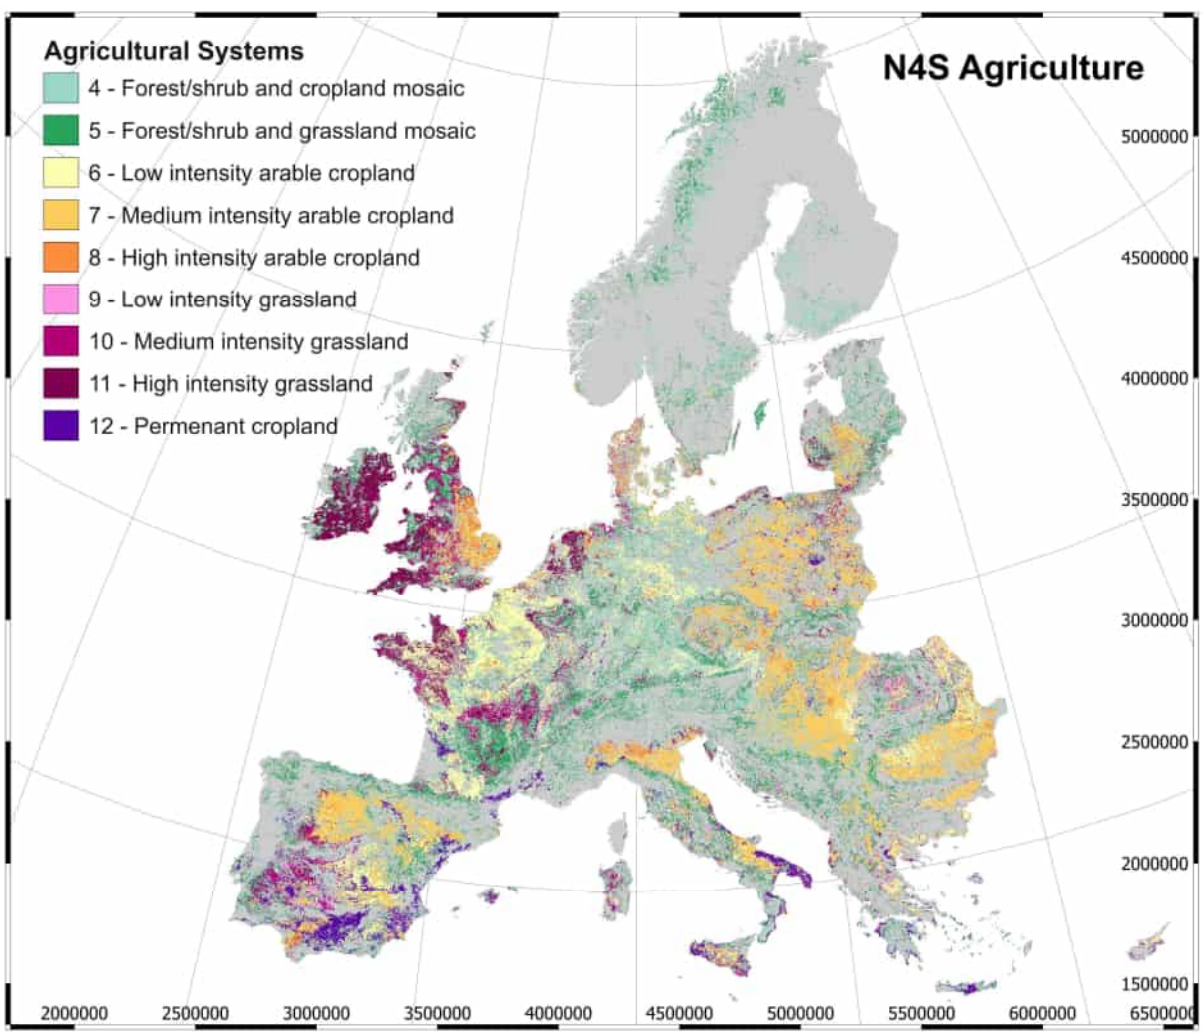 Agricultural Systems
N4S Agriculture
4 - Forest/shrub and cropland mosaic
5 - Forest/shrub and grassland mosaic
6 - Low intensity arable cropland
7 - Medium intensity arable cropland
8 - High intensity arable cropland
9 - Low intensity grassland
10 - Medium intensity grassland
11 - High intensity grassland
12 - Permenant cropland
5000000
4500000
4000000
3500000
3000000
2500000
2000000
1500000
2000000 2500000 3000000 3500000 4000000 4500000 5000000 5500000 6000000 6500000